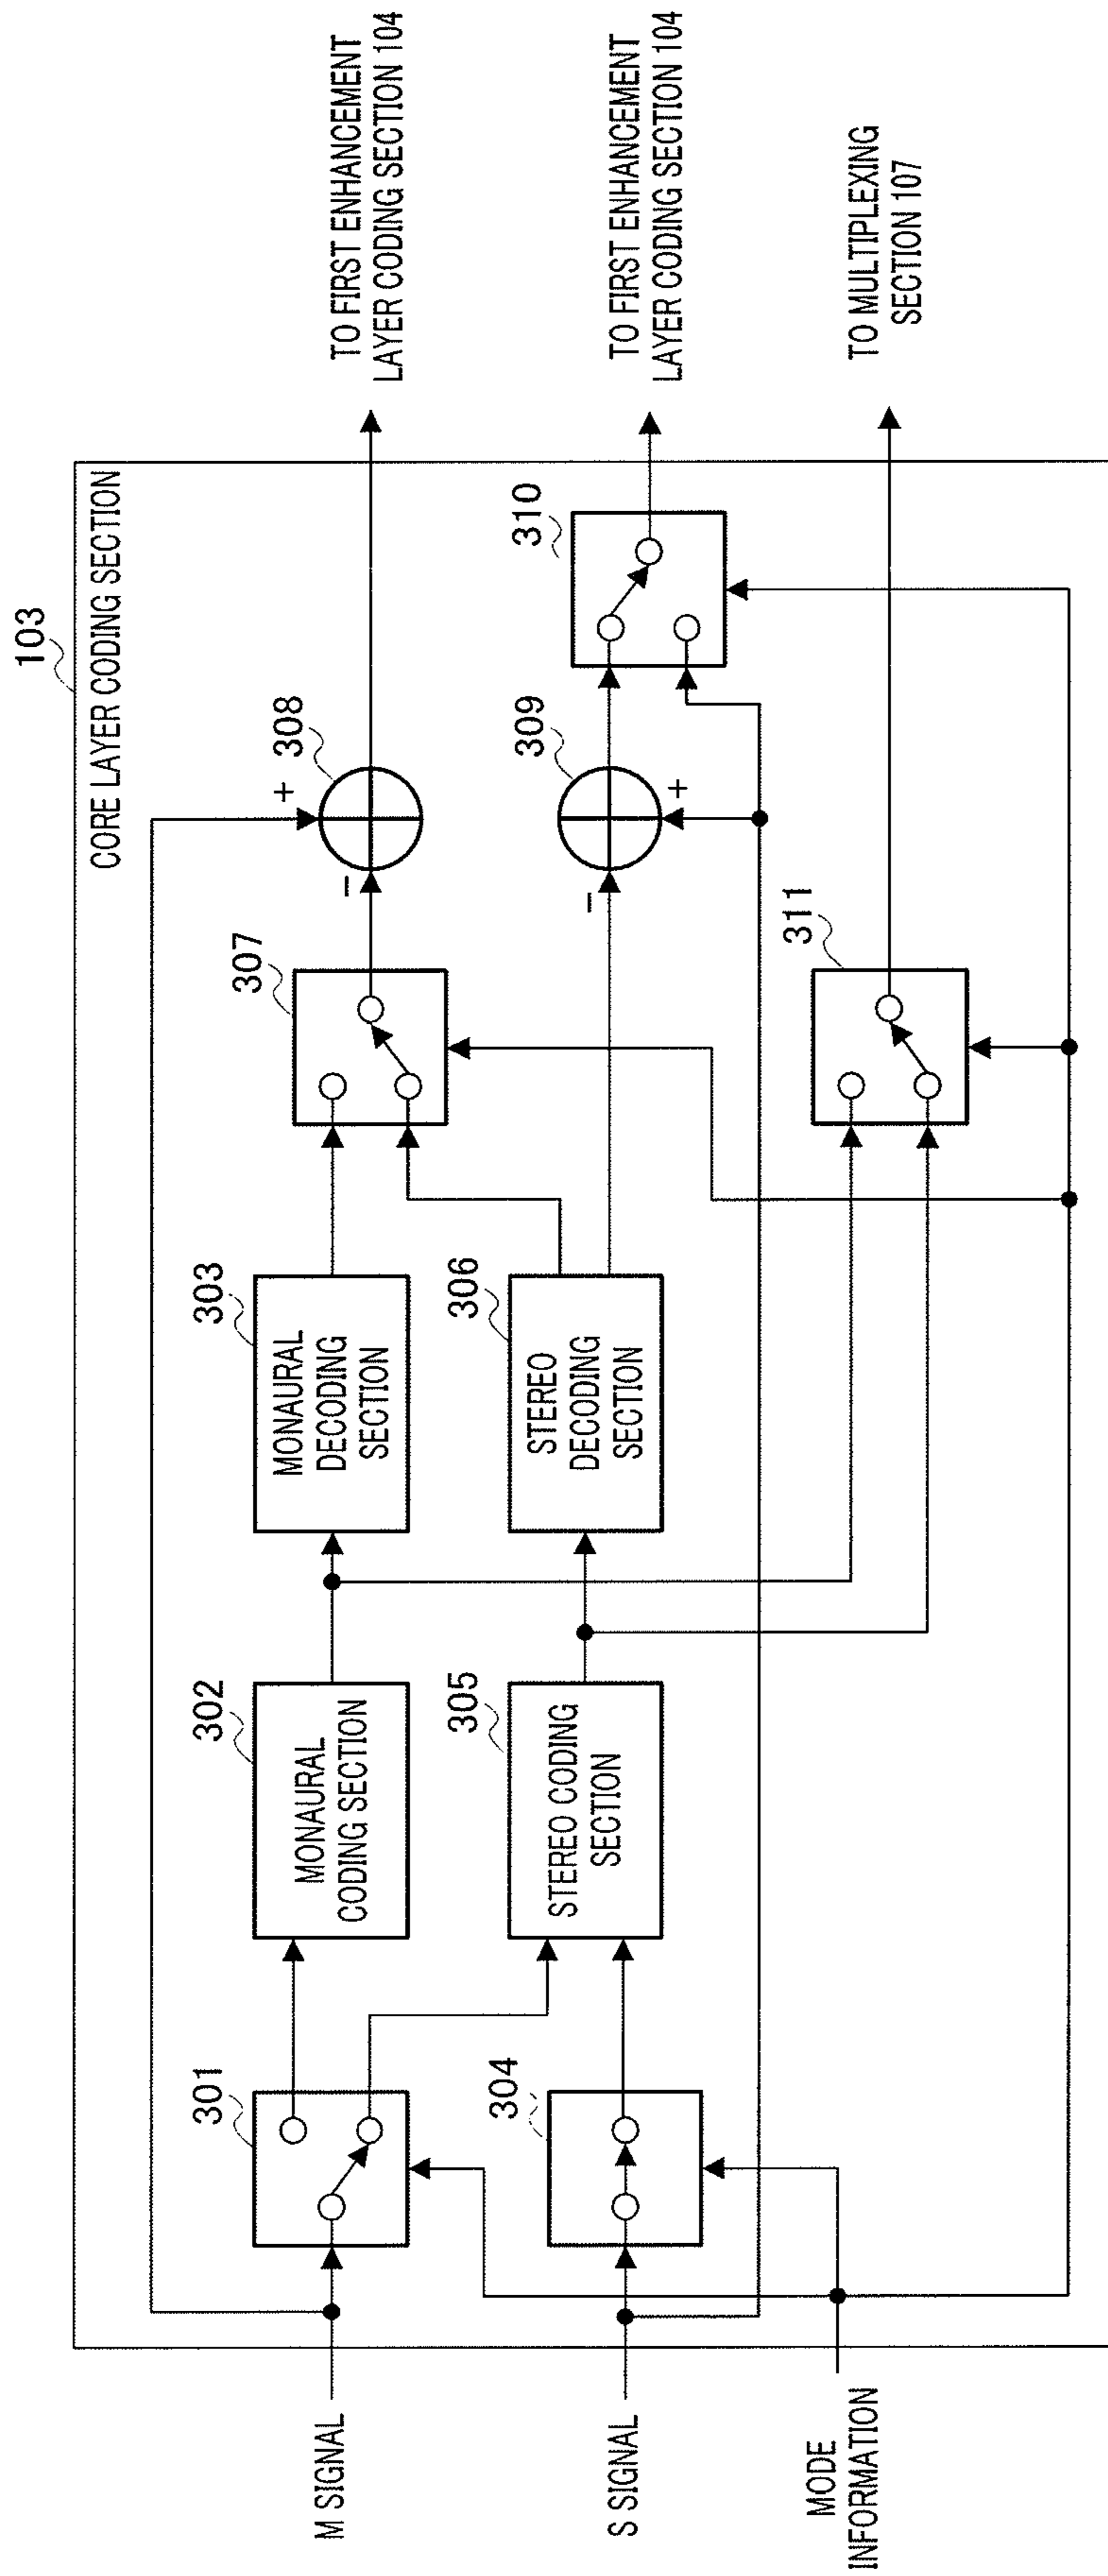 103
CORE LAYER CODING SECTION
M SIGNAL
S SIGNAL
MODE
INFORMATION
301
302
MONAURAL
CODING SECTION
303
MONAURAL
DECODING
SECTION
304
305
STEREO CODING
SECTION
306
STEREO
DECODING
SECTION
307
308
+
−
309
+
−
310
311
TO FIRST ENHANCEMENT
LAYER CODING SECTION 104
TO FIRST ENHANCEMENT
LAYER CODING SECTION 104
TO MULTIPLEXING
SECTION 107